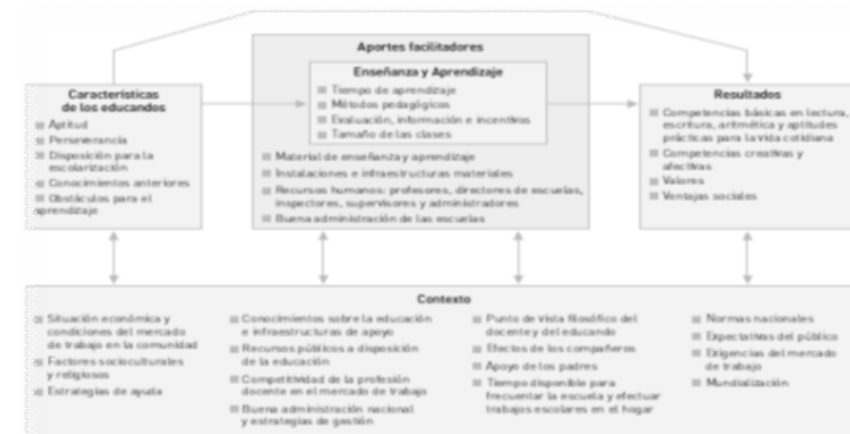 Aportes facilitadores
Enseñanza y Aprendizaje
Tiempo de aprendizaje
Métodos pedagógicos
Evaluación, información e incentivos
Tamaño de las clases
Material de enseñanza y aprendizaje
Instalaciones e infraestructuras materiales
Recursos humanos: profesores, directores de escuelas,
inspectores, supervisores y administradores
Buena administración de las escuelas
Características
de los educandos
Aptitud
Perseverancia
Disposición para la
escolarización
Conocimientos anteriores
Obstáculos para el
aprendizaje
Resultados
Competencias básicas en lectura,
escritura, aritmética y aptitudes
prácticas para la vida cotidiana
Competencias creativas y
afectivas
Valores
Ventajas sociales
Contexto
Situación económica y
condiciones del mercado
de trabajo en la comunidad
Factores socioculturales
y religiosos
Estrategias de ayuda
Conocimientos sobre la educación
e infraestructuras de apoyo
Recursos públicos a disposición
de la educación
Competitividad de la profesión
docente en el mercado de trabajo
Buena administración nacional
y estrategias de gestión
Punto de vista filosófico del
docente y del educando
Efectos de los compañeros
Apoyo de los padres
Tiempo disponible para
frecuentar la escuela y efectuar
trabajos escolares en el hogar
Normas nacionales
Expectativas del público
Exigencias del mercado
de trabajo
Mundialización